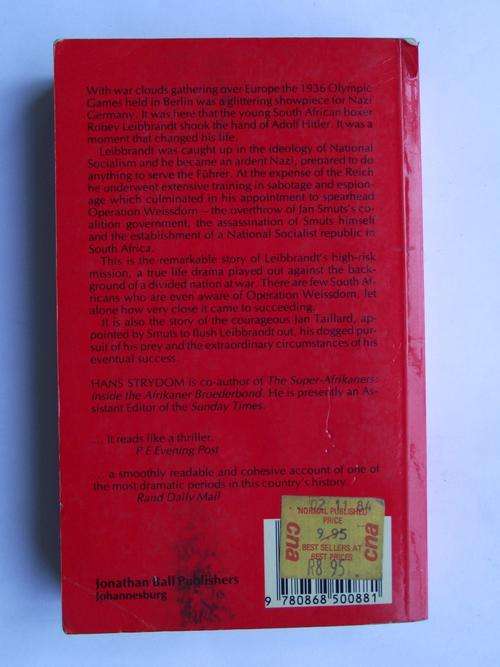 With war clouds gathering over Europe the 1936 Olympic
Games held in Berlin was a glittering showpiece for Nazi
Germany. It was here that the young South African boxer
Robey Leibbrandt shook the hand of Adolf Hitler. It was a
moment that changed his life.
Leibbrandt was caught up in the ideology of National
Socialism and he became an ardent Nazi, prepared to do
anything to serve the Führer. At the expense of the Reich
he underwent extensive training in sabotage and espion-
age which culminated in his appointment to spearhead
Operation Weissdorn — the overthrow of Jan Smuts's co-
alition government, the assassination of Smuts himself
and the establishment of a National Socialist republic in
South Africa.
This is the remarkable story of Leibbrandt's high-risk
mission, a true life drama played out against the back-
ground of a divided nation at war. There are few South Af-
ricans who are even aware of Operation Weissdorn, let
alone how very close it came to succeeding.
It is also the story of the courageous Jan Taillard, ap-
pointed by Smuts to flush Leibbrandt out, his dogged pur-
suit of his prey and the extraordinary circumstances of his
eventual success.
HANS STRYDOM is co-author of The Super-Afrikaners:
Inside the Afrikaner Broederbond. He is presently an As-
sistant Editor of the Sunday Times.
... it reads like a thriller.
P E Evening Post
... a smoothly readable and cohesive account of one of
the most dramatic periods in this country's history.
Rand Daily Mail
02 11 84
NORMAL PUBLISHED
PRICE
9.95
BEST SELLERS AT
BEST PRICES
R8.95
cna
cna
9 780868 500881
Jonathan Ball Publishers
Johannesburg